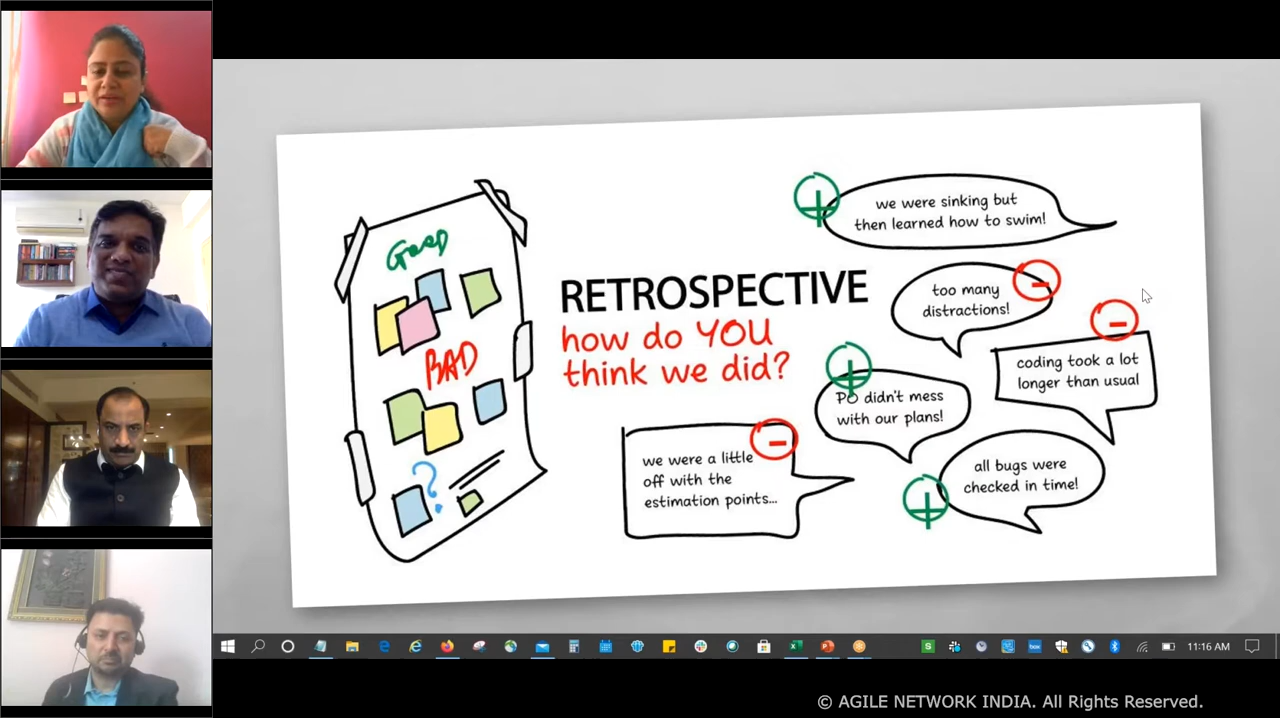 GOOD
BAD
?
RETROSPECTIVE
how do YOU
think we did?
we were sinking but
then learned how to swim!
too many
distractions!
coding took a lot
longer than usual
PO didn't mess
with our plans!
we were a little
off with the
estimation points...
all bugs were
checked in time!
11:16 AM
© AGILE NETWORK INDIA. All Rights Reserved.